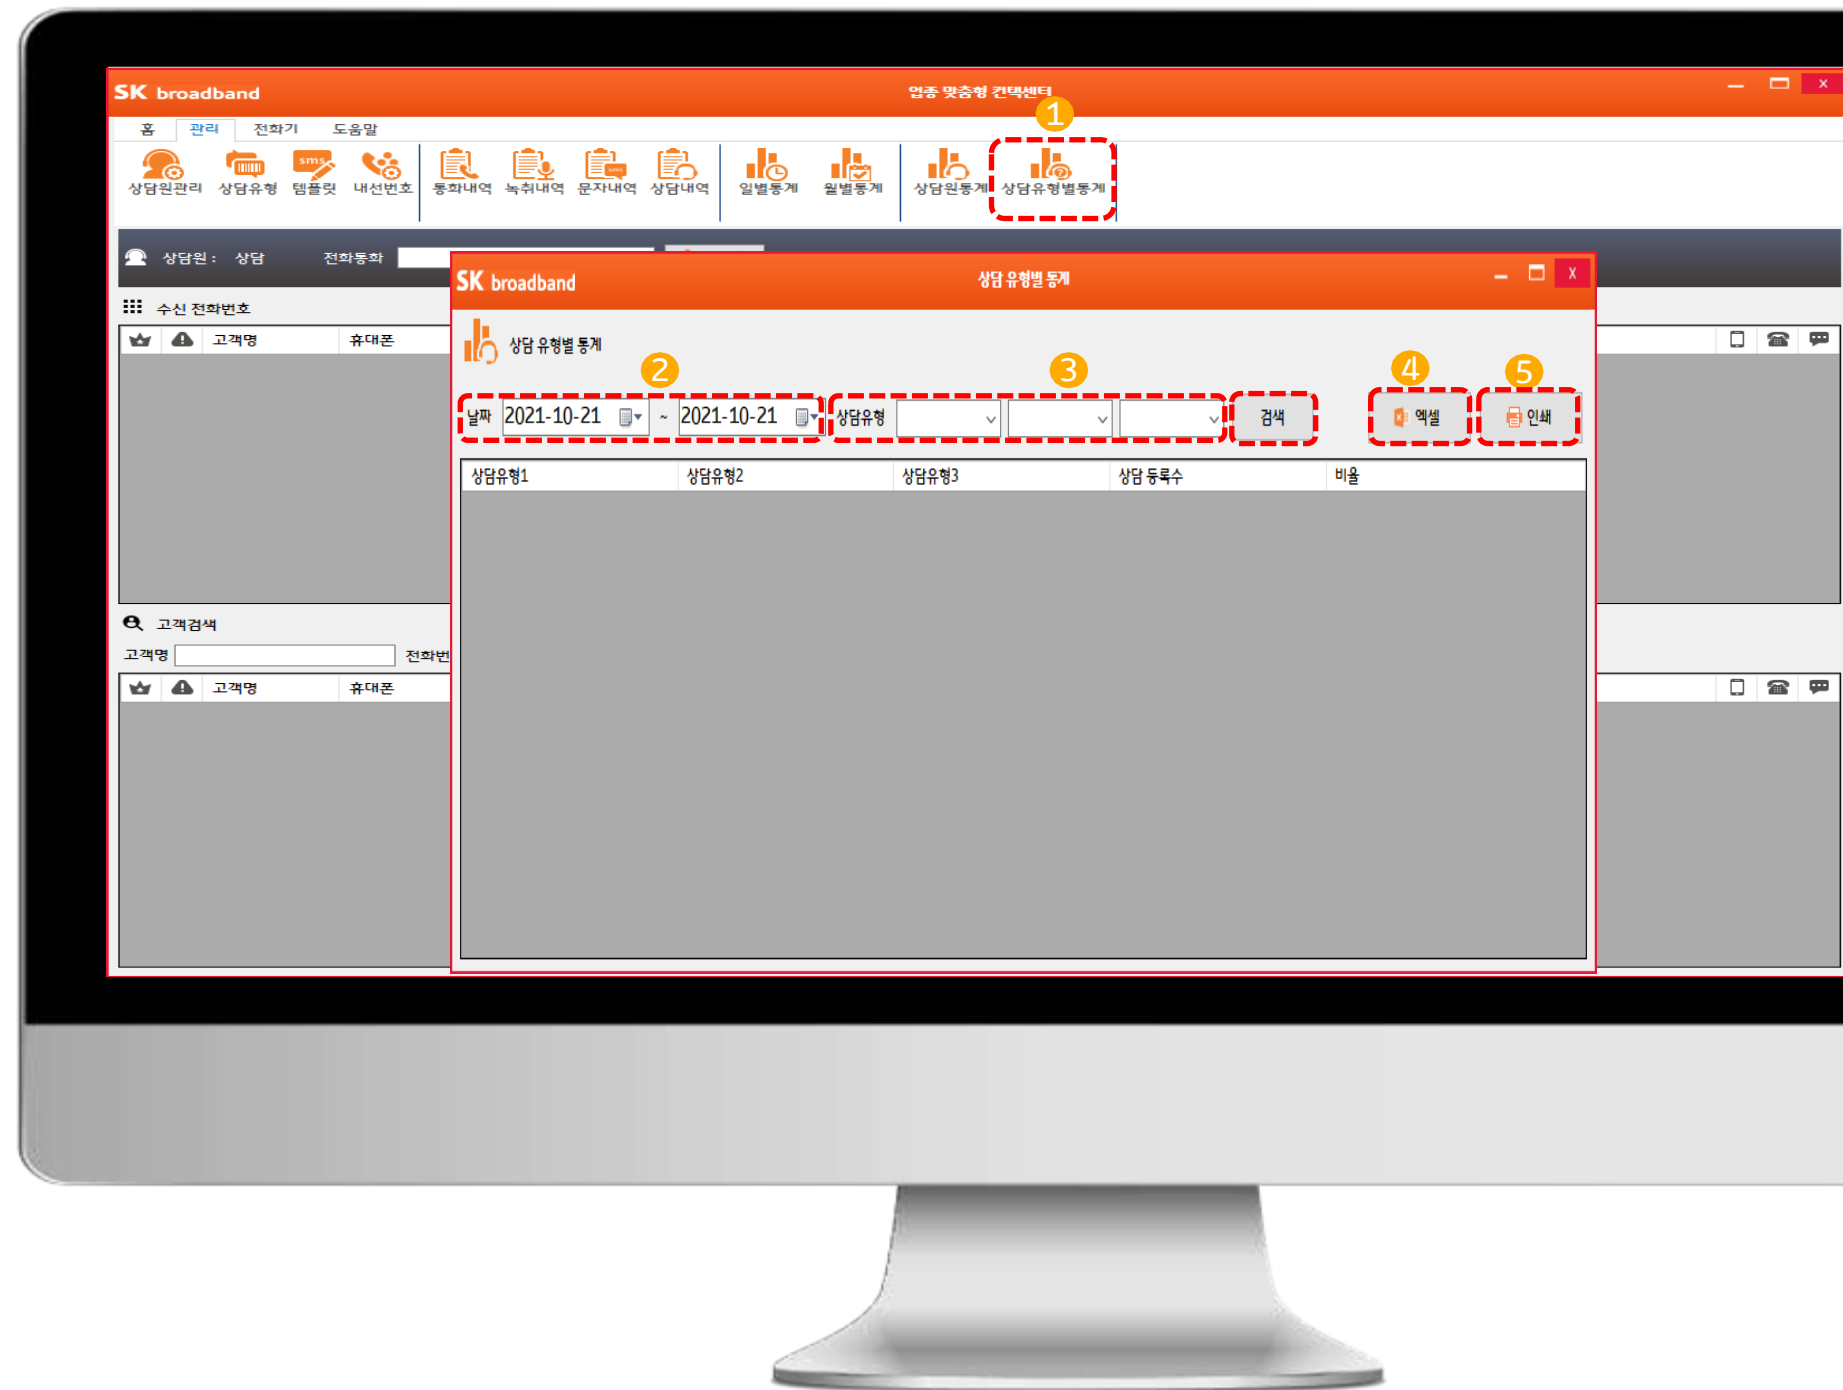 SK broadband
업종 맞춤형 컨택센터
1
홈 관리 전화기 도움말
sms
상담원관리 상담유형 템플릿 내선번호 통화내역 녹취내역 문자내역 상담내역 일별통계 월별통계 상담원통계 상담유형별통계
상담원 : 상담 전화통화
수신 전화번호
고객명 휴대폰
SK broadband
상담 유형별 통계
상담 유형별 통계
2 3 4 5
날짜 2021-10-21 ~ 2021-10-21 상담유형 검색 엑셀 인쇄
상담유형1 상담유형2 상담유형3 상담 등록수 비율
고객검색
고객명 전화번
고객명 휴대폰